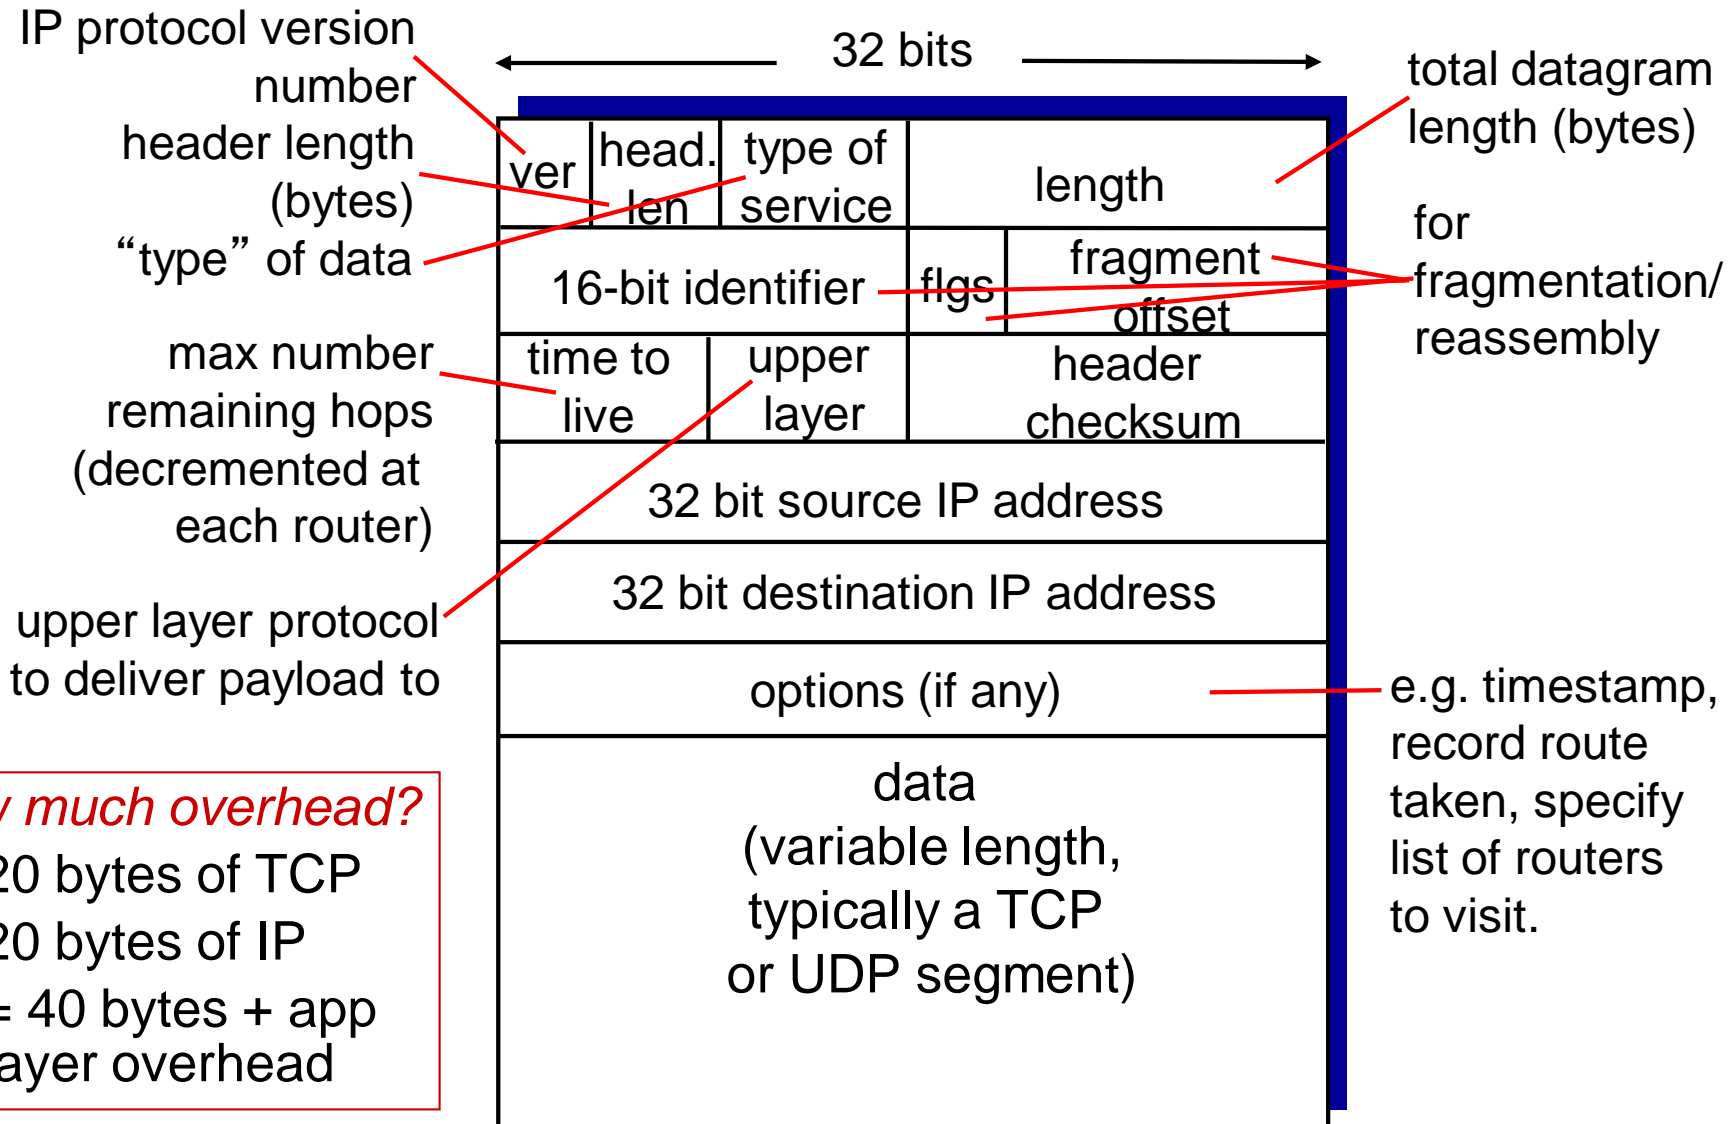 IP protocol version
number
header length
(bytes)
“type” of data
max number
remaining hops
(decremented at
each router)
upper layer protocol
to deliver payload to
much overhead?
20 bytes of TCP
20 bytes of IP
= 40 bytes + app
overhead
32 bits
ver
head.
len
type of
service
length
16-bit identifier
flgs
fragment
offset
time to
live
upper
layer
header
checksum
32 bit source IP address
32 bit destination IP address
options (if any)
data
(variable length,
typically a TCP
or UDP segment)
total datagram
length (bytes)
for
fragmentation/
reassembly
e.g. timestamp,
record route
taken, specify
list of routers
to visit.